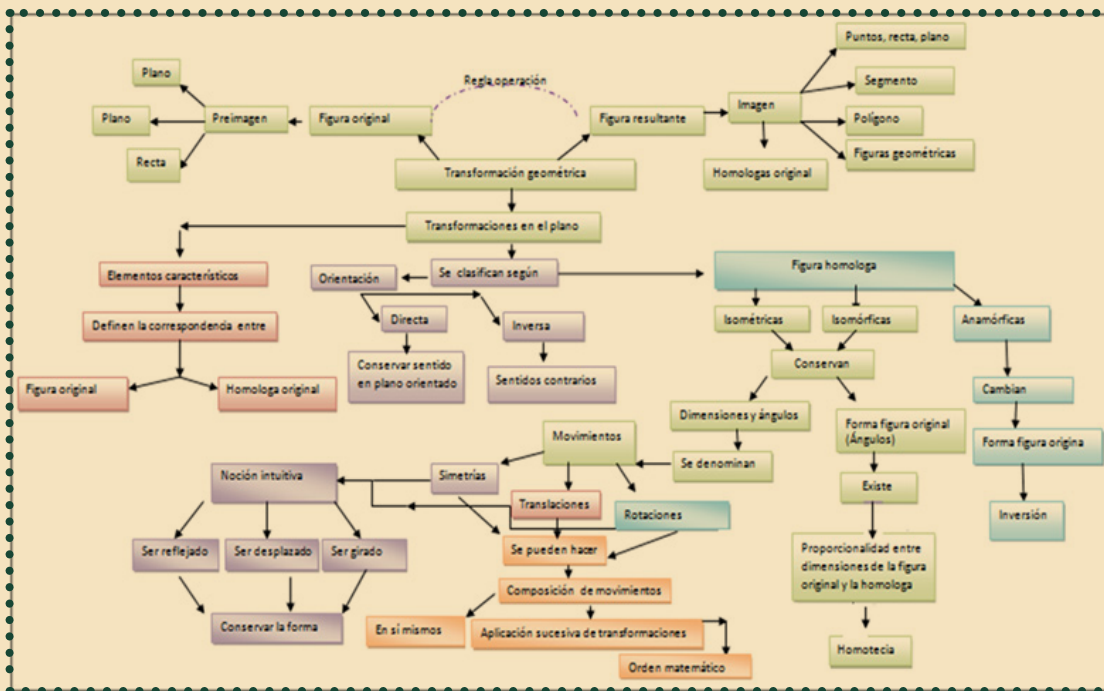 Puntos, recta, plano
Plano
Regla operación
Segmento
Imagen
Plano
Preimagen
Figura original
Figura resultante
Polígono
Figuras geométricas
Recta
Transformación geométrica
Homologas original
Transformaciones en el plano
Elementos característicos
Orientación
Se clasifican según
Figura homologa
Definen la correspondencia entre
Directa
Inversa
Isométricas
Isomórficas
Anamórficas
Conservar sentido
en plano orientado
Sentidos contrarios
Conservan
Figura original
Homologa original
Cambian
Dimensiones y ángulos
Forma figura original
(Ángulos)
Forma figura origina
Movimientos
Se denominan
Noción intuitiva
Simetrías
Existe
Translaciones
Rotaciones
Inversión
Ser reflejado
Ser desplazado
Ser girado
Se pueden hacer
Proporcionalidad entre
dimensiones de la figura
original y la homologa
Composición de movimientos
Conservar la forma
En sí mismos
Aplicación sucesiva de transformaciones
Homotecia
Orden matemático